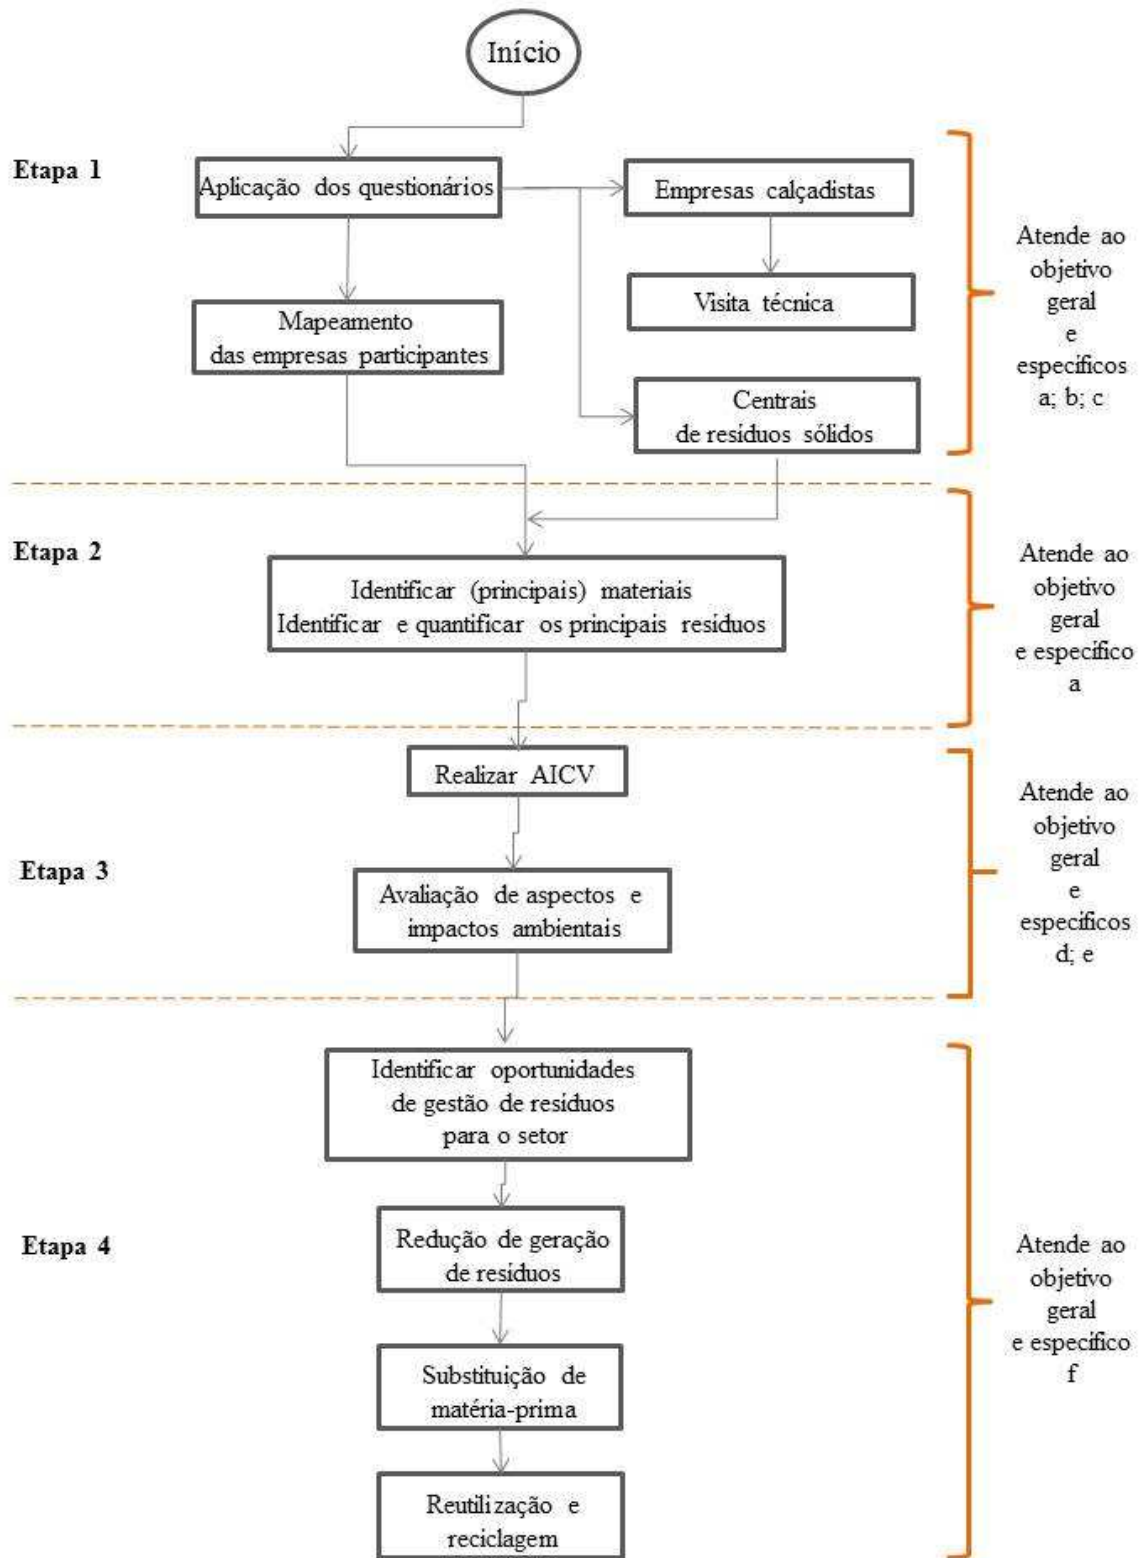 Início
Etapa 1
Aplicação dos questionários
Empresas calçadistas
Visita técnica
Mapeamento
das empresas participantes
Centrais
de resíduos sólidos
Atende ao
objetivo
geral
e
específicos
a; b; c
Etapa 2
Identificar (principais) materiais
Identificar e quantificar os principais resíduos
Atende ao
objetivo
geral
e específico
a
Etapa 3
Realizar AICV
Avaliação de aspectos e
impactos ambientais
Atende ao
objetivo
geral
e
específicos
d; e
Etapa 4
Identificar oportunidades
de gestão de resíduos
para o setor
Redução de geração
de resíduos
Substituição de
matéria-prima
Reutilização e
reciclagem
Atende ao
objetivo
geral
e específico
f